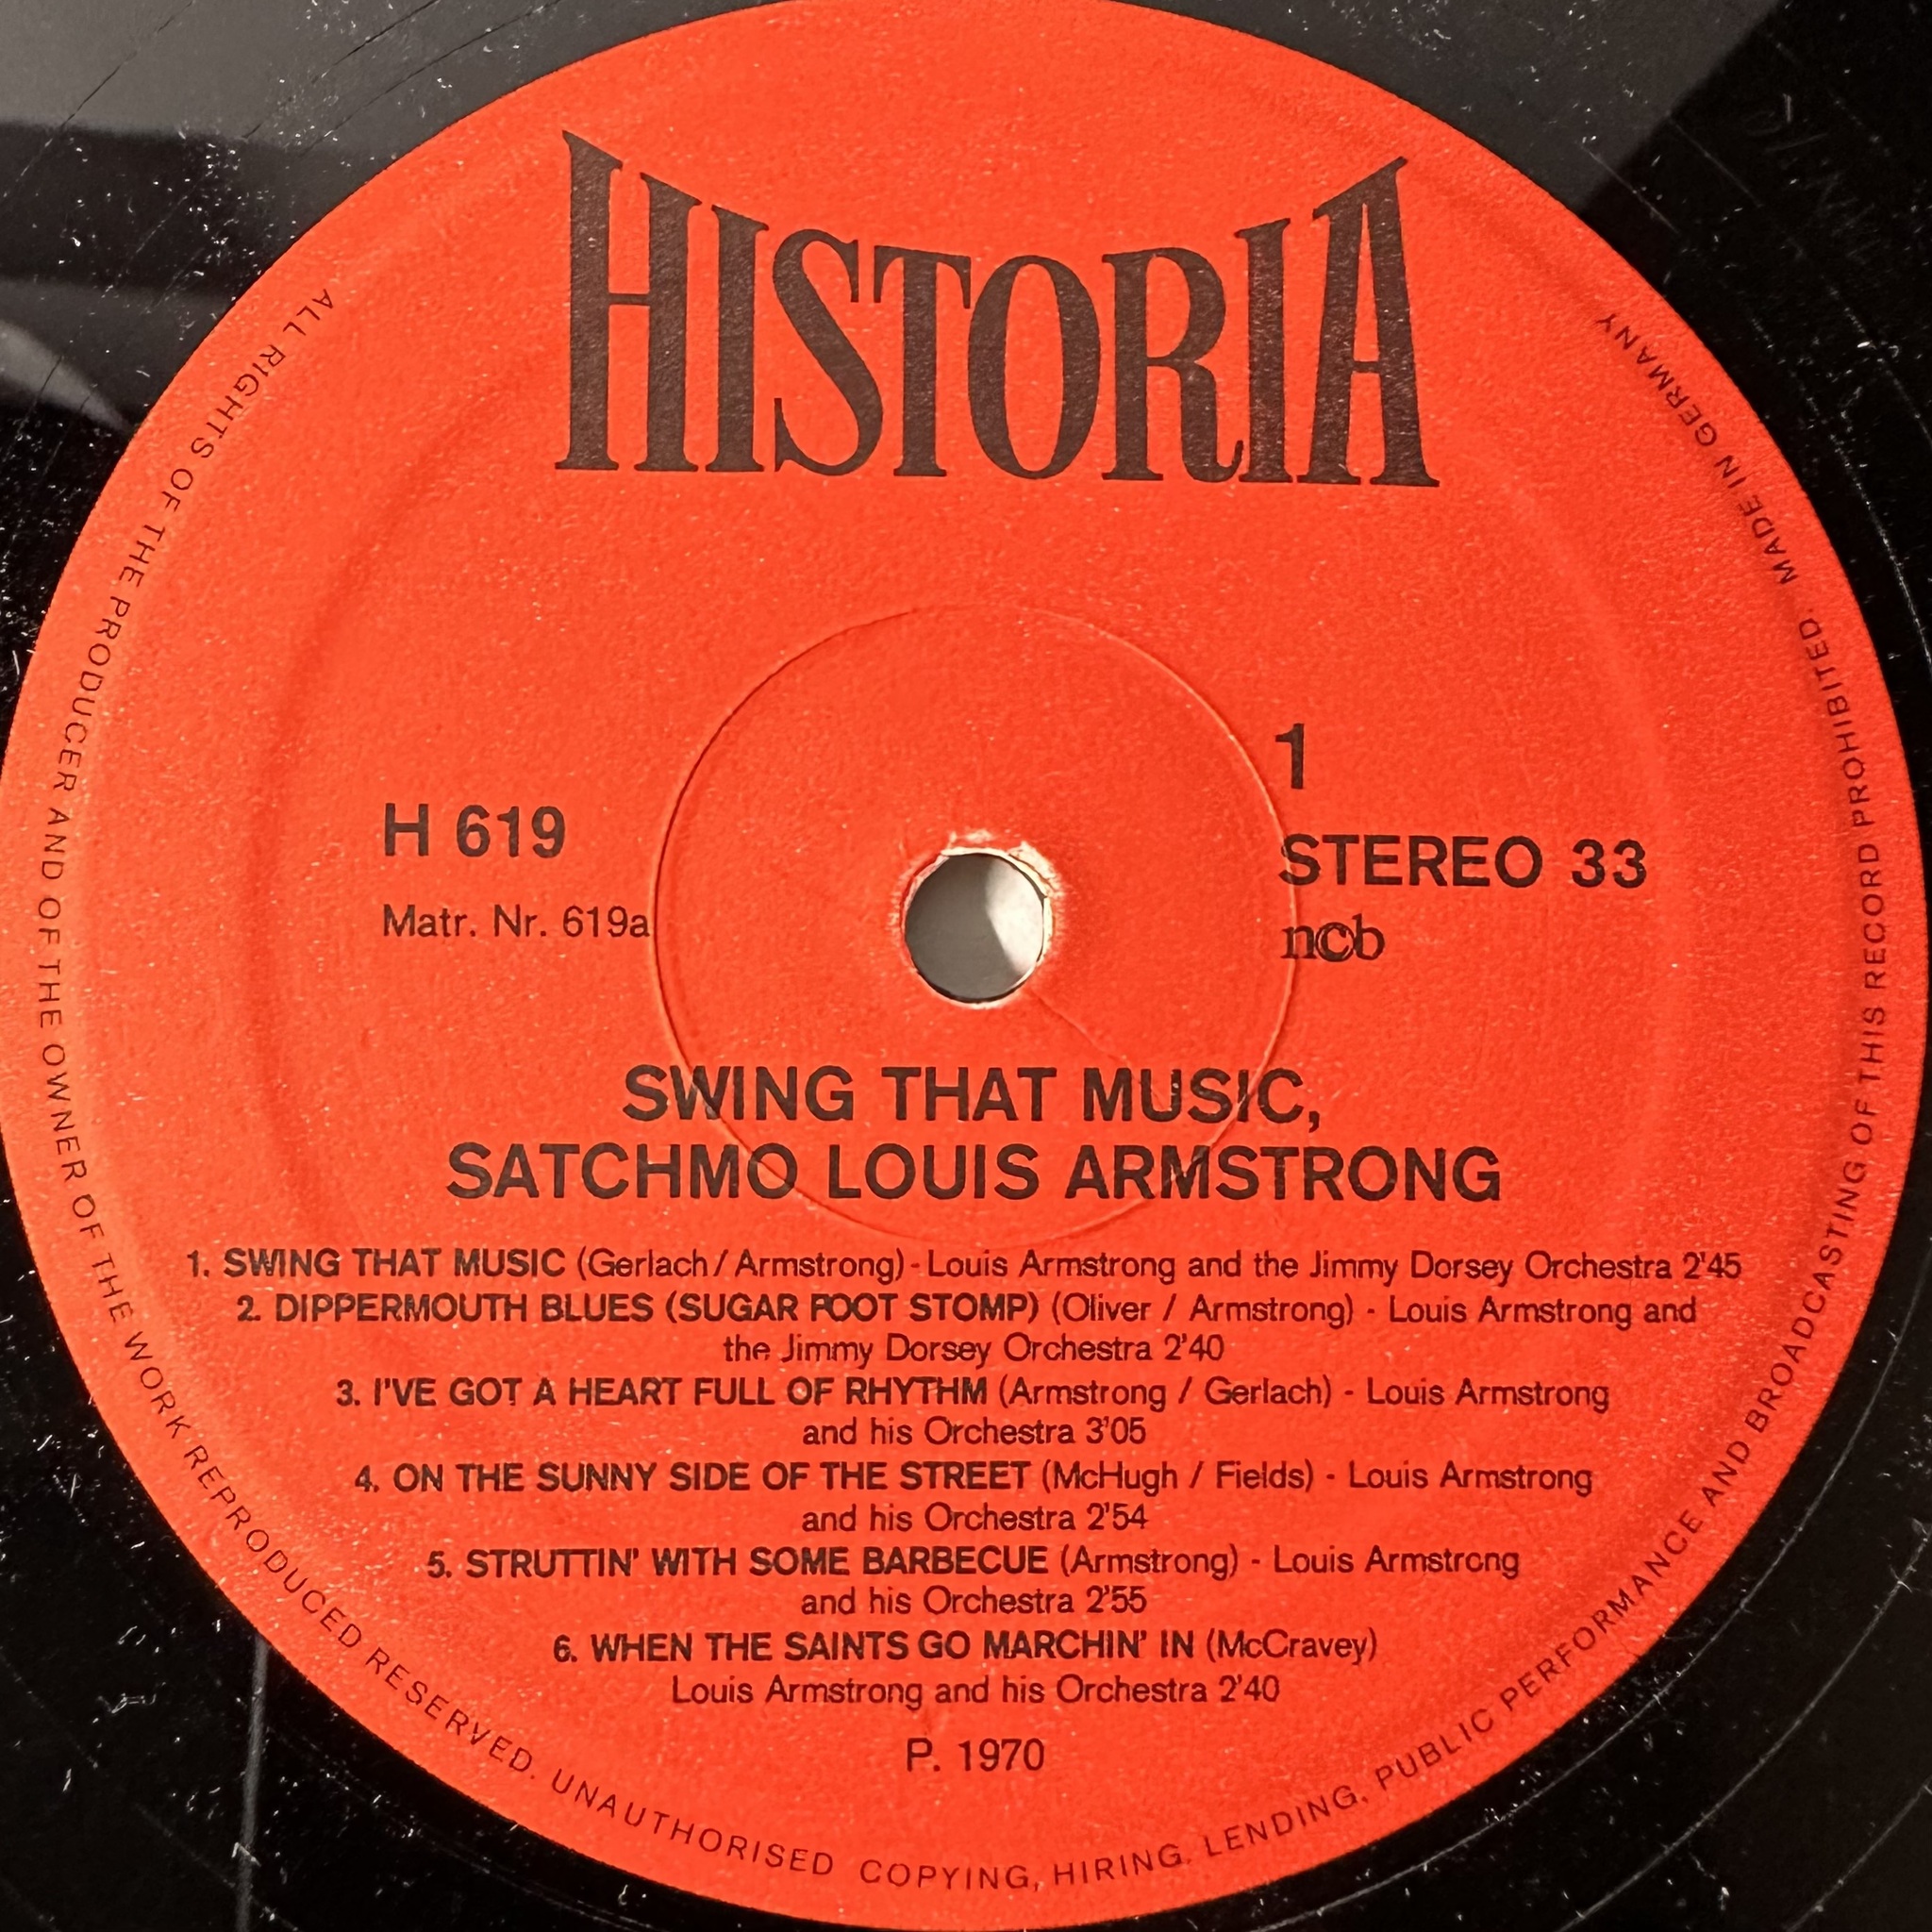 HISTORIA
H 619
Matr. Nr. 619a
1
STEREO 33
ncb
SWING THAT MUSIC,
SATCHMO LOUIS ARMSTRONG
1. SWING THAT MUSIC (Gerlach / Armstrong) - Louis Armstrong and the Jimmy Dorsey Orchestra 2'45
2. DIPPERMOUTH BLUES (SUGAR FOOT STOMP) (Oliver / Armstrong) - Louis Armstrong and
the Jimmy Dorsey Orchestra 2'40
3. I'VE GOT A HEART FULL OF RHYTHM (Armstrong / Gerlach) - Louis Armstrong
and his Orchestra 3'05
4. ON THE SUNNY SIDE OF THE STREET (McHugh / Fields) - Louis Armstrong
and his Orchestra 2'54
5. STRUTTIN' WITH SOME BARBECUE (Armstrong) - Louis Armstrong
and his Orchestra 2'55
6. WHEN THE SAINTS GO MARCHIN' IN (McCravey)
Louis Armstrong and his Orchestra 2'40
P. 1970
ALL RIGHTS OF THE PRODUCER AND OF THE OWNER OF THE WORK REPRODUCED RESERVED. UNAUTHORISED COPYING, HIRING, LENDING, PUBLIC PERFORMANCE AND BROADCASTING OF THIS RECORD PROHIBITED. MADE IN GERMANY